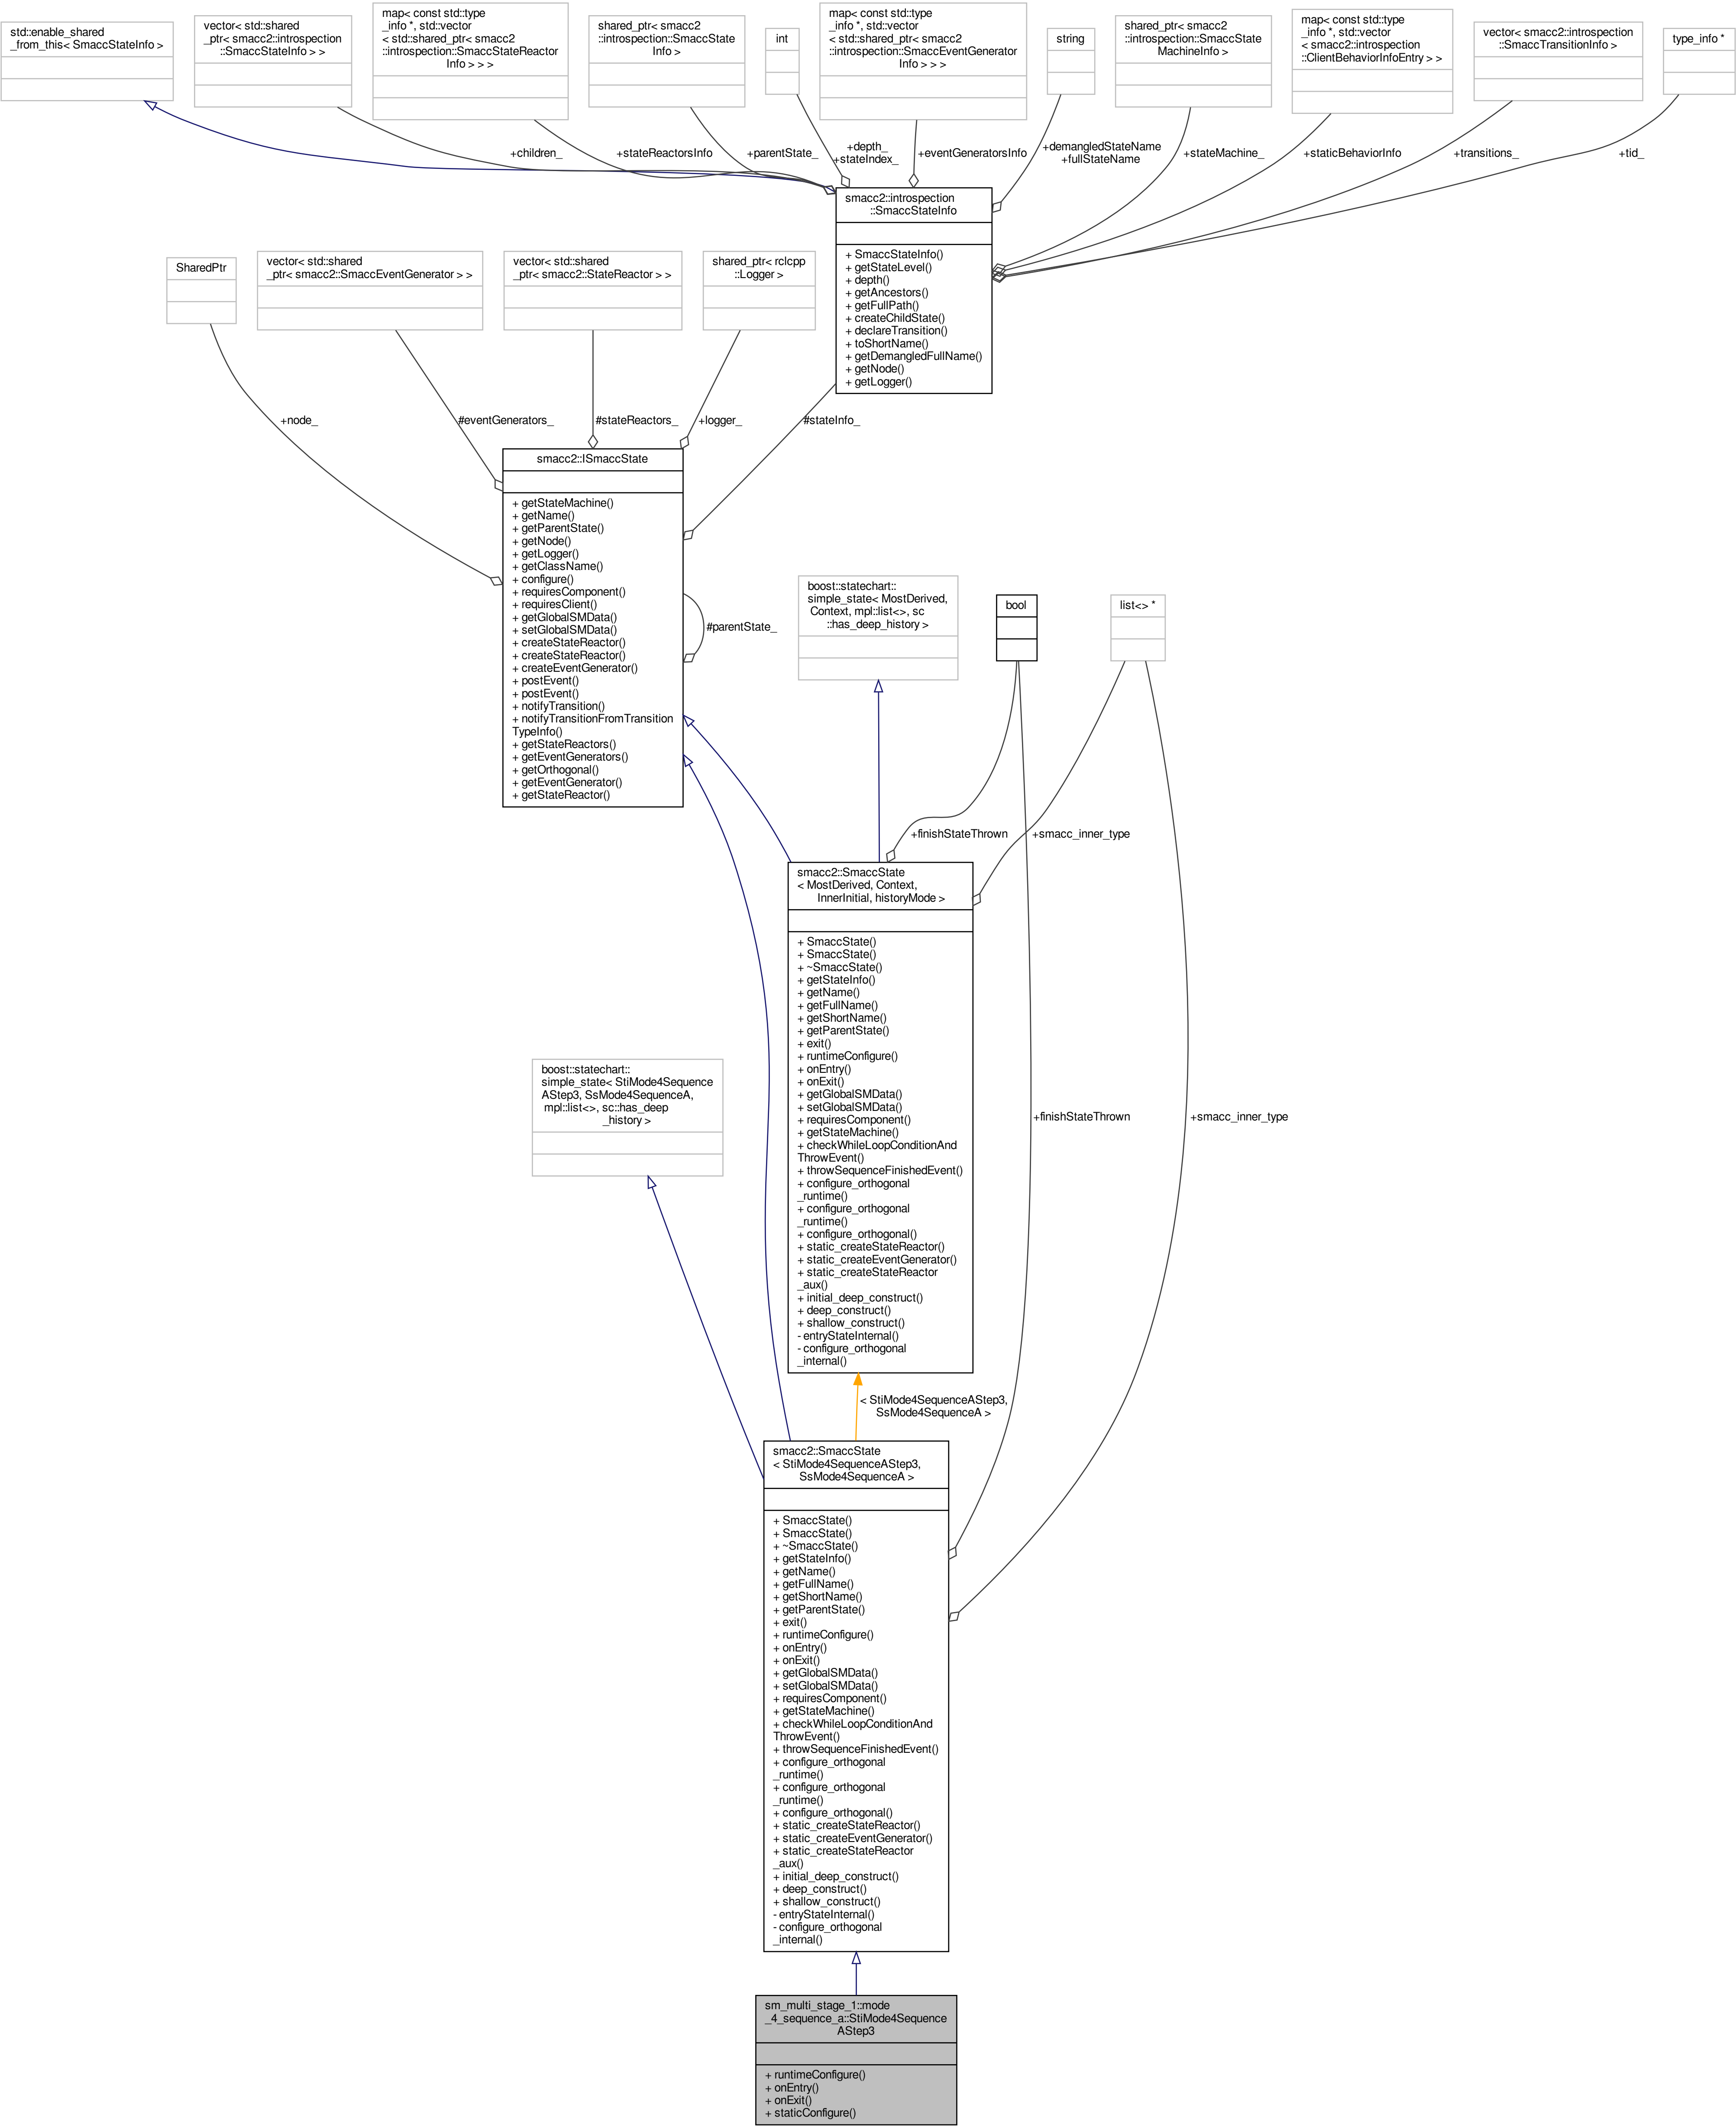 std::enable_shared
_from_this< SmaccStateInfo >
vector< std::shared
_ptr< smacc2::introspection
::SmaccStateInfo > >
map< const std::type
_info *, std::vector
< std::shared_ptr< smacc2
::introspection::SmaccStateReactor
Info > > >
shared_ptr< smacc2
::introspection::SmaccState
Info >
int
map< const std::type
_info *, std::vector
< std::shared_ptr< smacc2
::introspection::SmaccEventGenerator
Info > > >
string
shared_ptr< smacc2
::introspection::SmaccState
MachineInfo >
map< const std::type
_info *, std::vector
< smacc2::introspection
::ClientBehaviorInfoEntry > >
vector< smacc2::introspection
::SmaccTransitionInfo >
type_info *
+children_
+stateReactorsInfo
+parentState_
+depth_
+stateIndex_
+eventGeneratorsInfo
+demangledStateName
+fullStateName
+stateMachine_
+staticBehaviorInfo
+transitions_
+tid_
smacc2::introspection
::SmaccStateInfo
+ SmaccStateInfo()
+ getStateLevel()
+ depth()
+ getAncestors()
+ getFullPath()
+ createChildState()
+ declareTransition()
+ toShortName()
+ getDemangledFullName()
+ getNode()
+ getLogger()
SharedPtr
vector< std::shared
_ptr< smacc2::SmaccEventGenerator > >
vector< std::shared
_ptr< smacc2::StateReactor > >
shared_ptr< rclcpp
::Logger >
+node_
#eventGenerators_
#stateReactors_
+logger_
#stateInfo_
smacc2::ISmaccState
+ getStateMachine()
+ getName()
+ getParentState()
+ getNode()
+ getLogger()
+ getClassName()
+ configure()
+ requiresComponent()
+ requiresClient()
+ getGlobalSMData()
+ setGlobalSMData()
+ createStateReactor()
+ createStateReactor()
+ createEventGenerator()
+ postEvent()
+ postEvent()
+ notifyTransition()
+ notifyTransitionFromTransition
TypeInfo()
+ getStateReactors()
+ getEventGenerators()
+ getOrthogonal()
+ getEventGenerator()
+ getStateReactor()
#parentState_
boost::statechart::
simple_state< MostDerived,
Context, mpl::list<>, sc
::has_deep_history >
bool
list<> *
+finishStateThrown
+smacc_inner_type
smacc2::SmaccState
< MostDerived, Context,
InnerInitial, historyMode >
+ SmaccState()
+ SmaccState()
+ ~SmaccState()
+ getStateInfo()
+ getName()
+ getFullName()
+ getShortName()
+ getParentState()
+ exit()
+ runtimeConfigure()
+ onEntry()
+ onExit()
+ getGlobalSMData()
+ setGlobalSMData()
+ requiresComponent()
+ getStateMachine()
+ checkWhileLoopConditionAnd
ThrowEvent()
+ throwSequenceFinishedEvent()
+ configure_orthogonal
_runtime()
+ configure_orthogonal
_runtime()
+ configure_orthogonal()
+ static_createStateReactor()
+ static_createEventGenerator()
+ static_createStateReactor
_aux()
+ initial_deep_construct()
+ deep_construct()
+ shallow_construct()
- entryStateInternal()
- configure_orthogonal
_internal()
boost::statechart::
simple_state< StiMode4Sequence
AStep3, SsMode4SequenceA,
mpl::list<>, sc::has_deep
_history >
+finishStateThrown
+smacc_inner_type
< StiMode4SequenceAStep3,
SsMode4SequenceA >
smacc2::SmaccState
< StiMode4SequenceAStep3,
SsMode4SequenceA >
+ SmaccState()
+ SmaccState()
+ ~SmaccState()
+ getStateInfo()
+ getName()
+ getFullName()
+ getShortName()
+ getParentState()
+ exit()
+ runtimeConfigure()
+ onEntry()
+ onExit()
+ getGlobalSMData()
+ setGlobalSMData()
+ requiresComponent()
+ getStateMachine()
+ checkWhileLoopConditionAnd
ThrowEvent()
+ throwSequenceFinishedEvent()
+ configure_orthogonal
_runtime()
+ configure_orthogonal
_runtime()
+ configure_orthogonal()
+ static_createStateReactor()
+ static_createEventGenerator()
+ static_createStateReactor
_aux()
+ initial_deep_construct()
+ deep_construct()
+ shallow_construct()
- entryStateInternal()
- configure_orthogonal
_internal()
sm_multi_stage_1::mode
_4_sequence_a::StiMode4Sequence
AStep3
+ runtimeConfigure()
+ onEntry()
+ onExit()
+ staticConfigure()